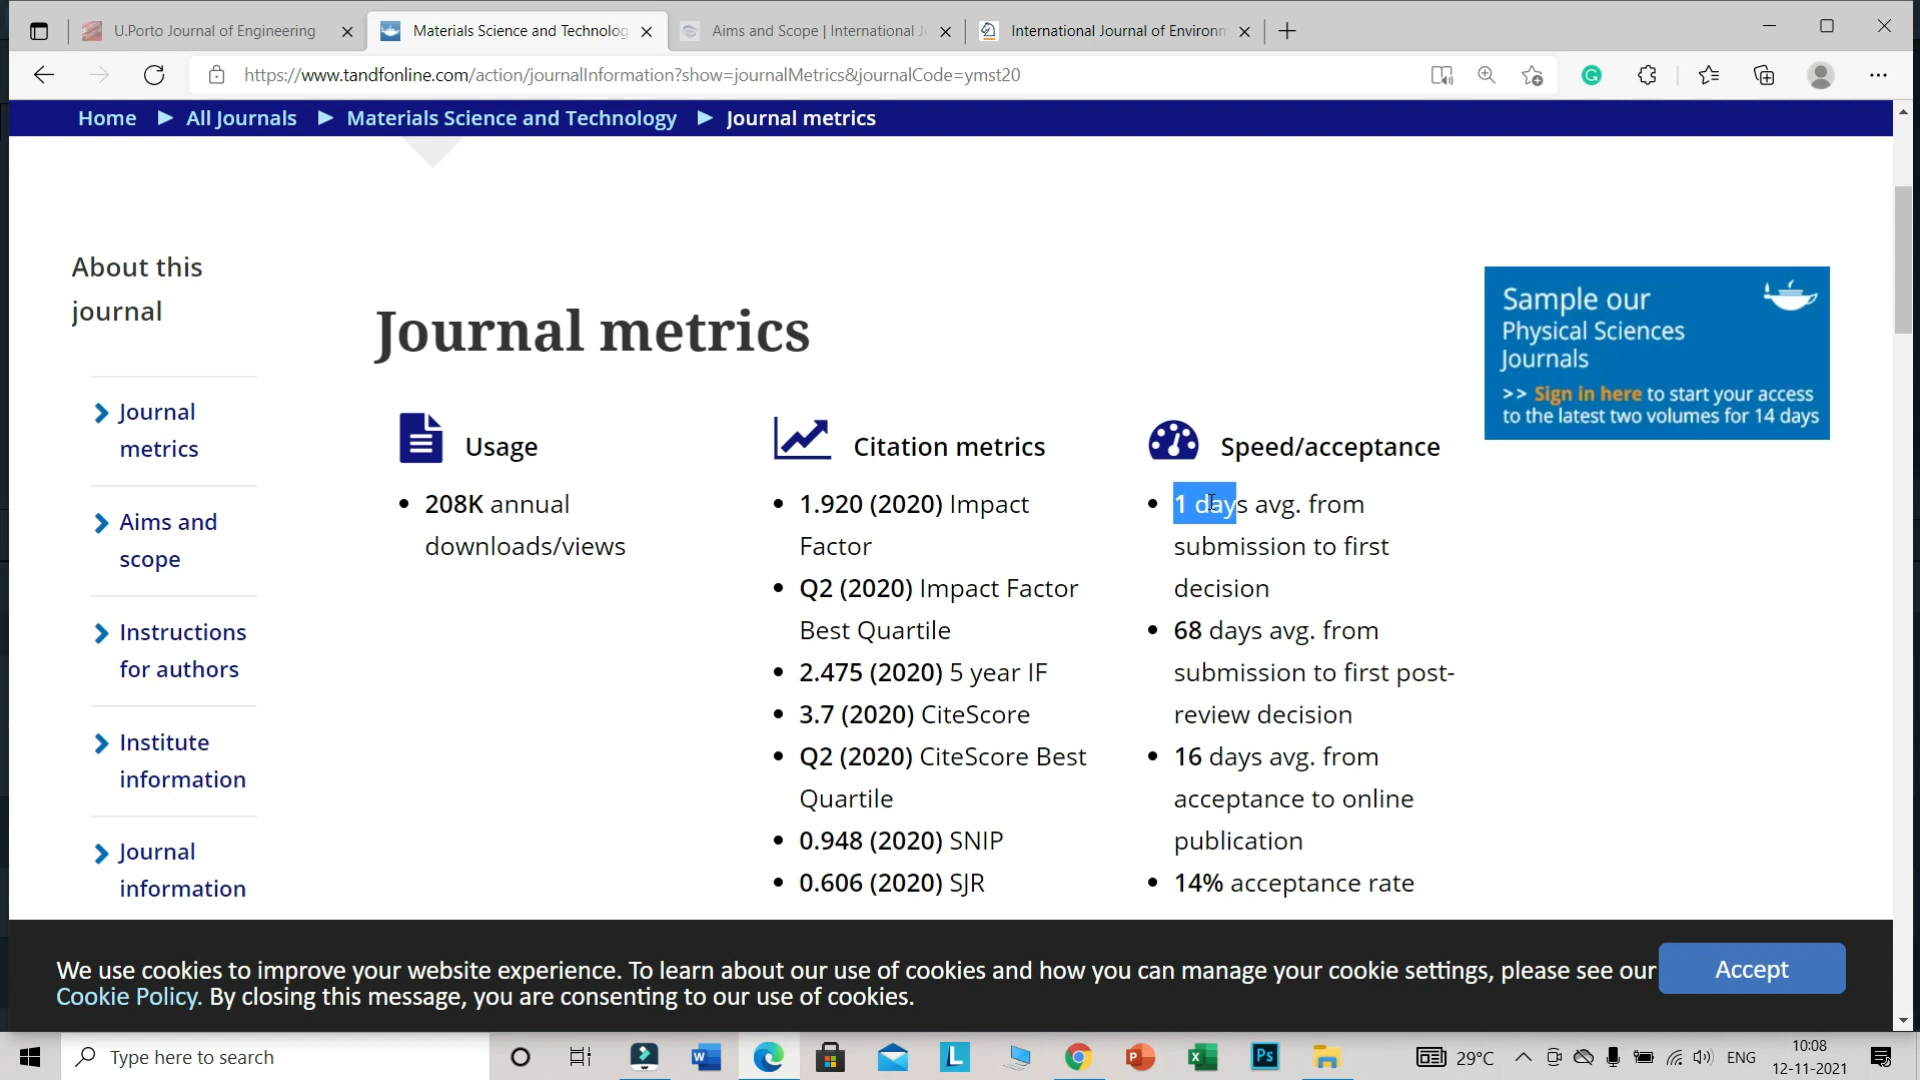 U.Porto Journal of Engineering
Materials Science and Technolog
Aims and Scope | International J
International Journal of Environm
https://www.tandfonline.com/action/journalInformation?show=journalMetrics&journalCode=ymst20
Home ▶ All Journals ▶ Materials Science and Technology ▶ Journal metrics
About this
journal
Journal
metrics
Aims and
scope
Instructions
for authors
Institute
information
Journal
information
Journal metrics
Usage
• 208K annual
downloads/views
Citation metrics
• 1.920 (2020) Impact
Factor
• Q2 (2020) Impact Factor
Best Quartile
• 2.475 (2020) 5 year IF
• 3.7 (2020) CiteScore
• Q2 (2020) CiteScore Best
Quartile
• 0.948 (2020) SNIP
• 0.606 (2020) SJR
Speed/acceptance
• 1 days avg. from
submission to first
decision
• 68 days avg. from
submission to first post-
review decision
• 16 days avg. from
acceptance to online
publication
• 14% acceptance rate
Sample our
Physical Sciences
Journals
>> Sign in here to start your access
to the latest two volumes for 14 days
We use cookies to improve your website experience. To learn about our use of cookies and how you can manage your cookie settings, please see our
Cookie Policy. By closing this message, you are consenting to our use of cookies.
Accept
Type here to search
W
L
P
X
Ps
29°C
ENG
10:08
12-11-2021